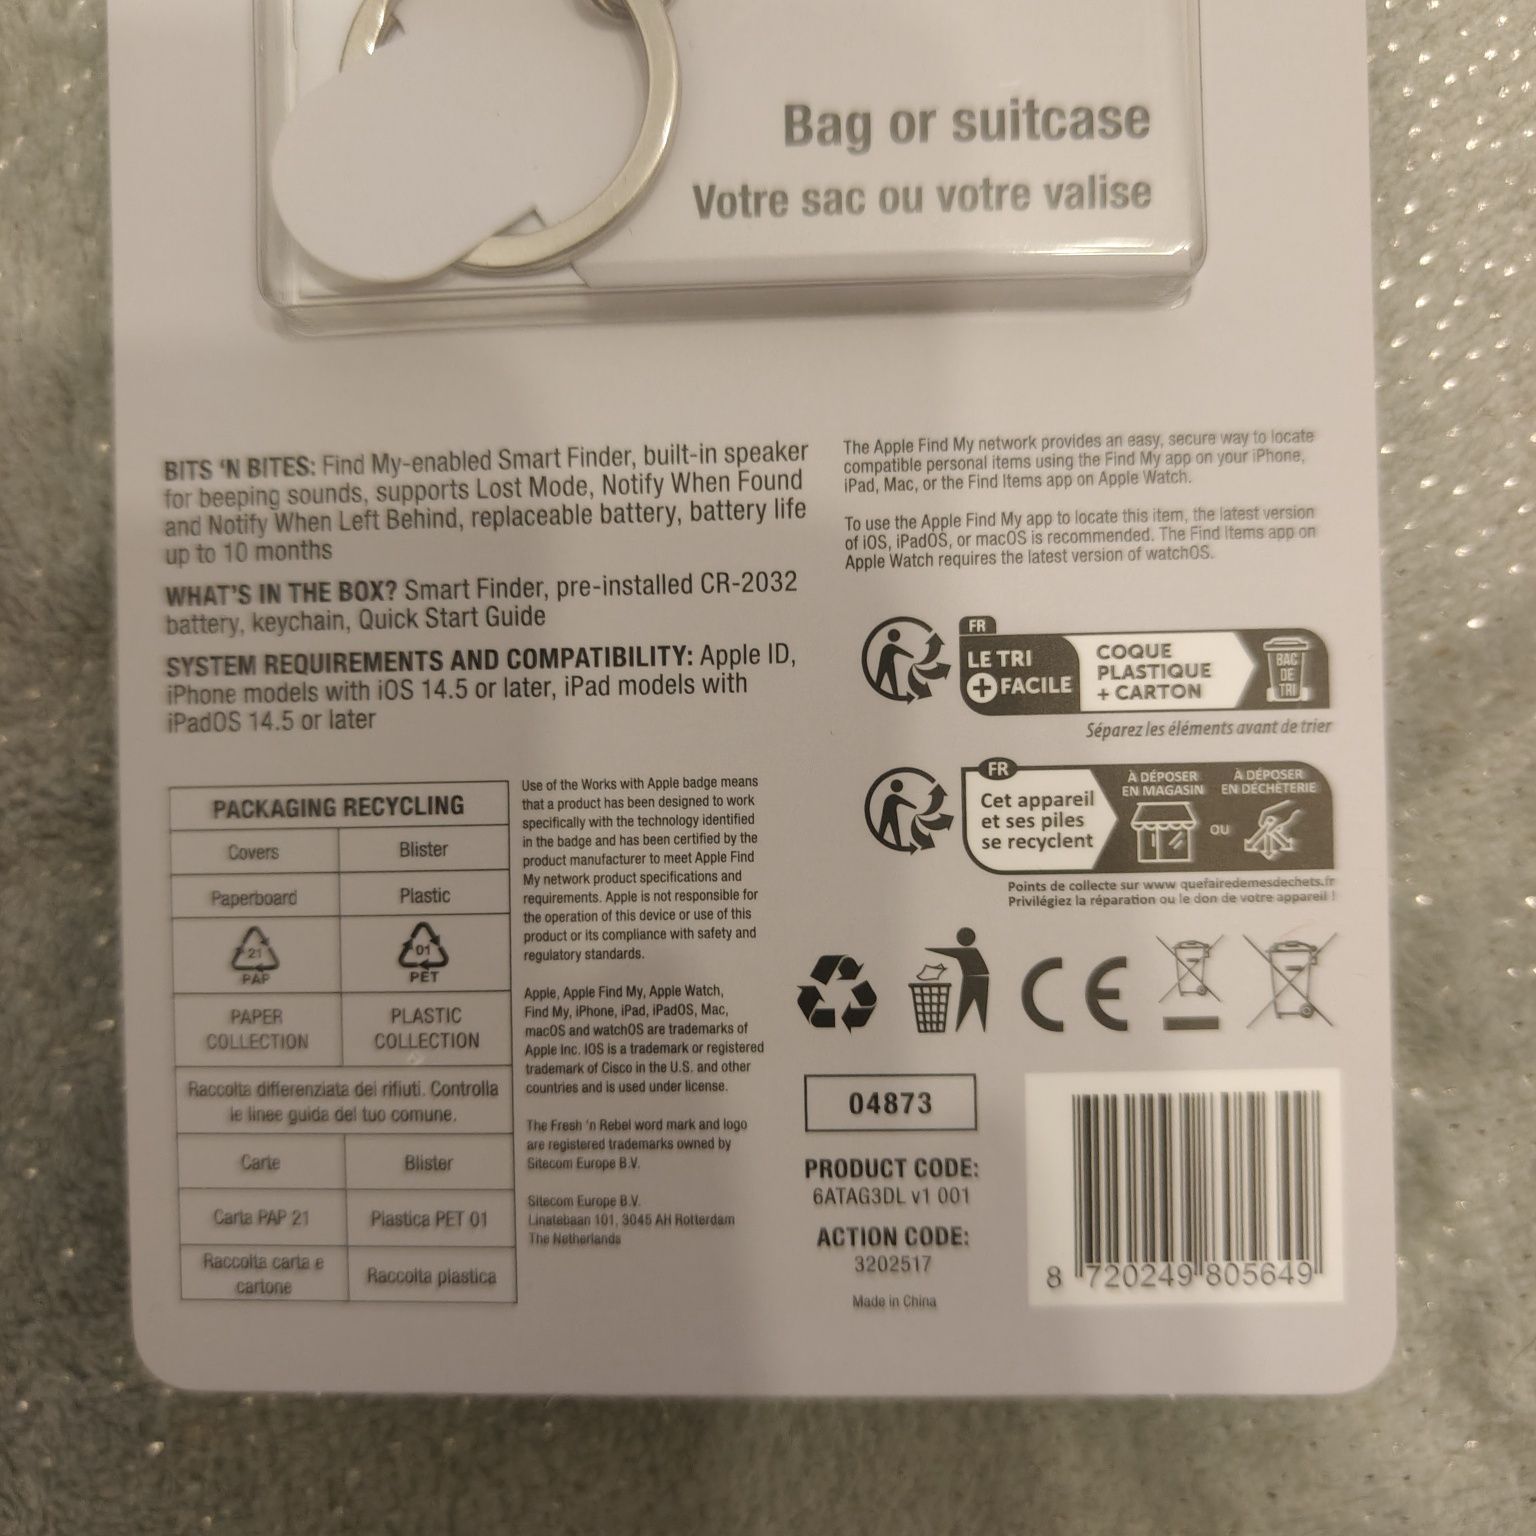 Bag or suitcase
Votre sac ou votre valise
BITS 'N BITES: Find My-enabled Smart Finder, built-in speaker
for beeping sounds, supports Lost Mode, Notify When Found
and Notify When Left Behind, replaceable battery, battery life
up to 10 months
WHAT'S IN THE BOX? Smart Finder, pre-installed CR-2032
battery, keychain, Quick Start Guide
SYSTEM REQUIREMENTS AND COMPATIBILITY: Apple ID,
iPhone models with iOS 14.5 or later, iPad models with
iPadOS 14.5 or later
The Apple Find My network provides an easy, secure way to locate
compatible personal items using the Find My app on your iPhone,
iPad, Mac, or the Find Items app on Apple Watch.
To use the Apple Find My app to locate this item, the latest version
of iOS, iPadOS, or macOS is recommended. The Find Items app on
Apple Watch requires the latest version of watchOS.
FR
LE TRI
+ FACILE
COQUE
PLASTIQUE
+ CARTON
BAC
DE
TRI
Séparez les éléments avant de trier
FR
Cet appareil
et ses piles
se recyclent
À DÉPOSER
EN MAGASIN
OU
À DÉPOSER
EN DÉCHÈTERIE
Points de collecte sur www quefairedemesdechets.fr
Privilégiez la réparation ou le don de votre appareil !
PACKAGING RECYCLING
Covers Blister
Paperboard Plastic
21 01
PAP PET
PAPER PLASTIC
COLLECTION COLLECTION
Raccolta differenziata dei rifiuti. Controlla
le linee guida del tuo comune.
Carte Blister
Carta PAP 21 Plastica PET 01
Raccolta carta e
cartone
Raccolta plastica
Use of the Works with Apple badge means
that a product has been designed to work
specifically with the technology identified
in the badge and has been certified by the
product manufacturer to meet Apple Find
My network product specifications and
requirements. Apple is not responsible for
the operation of this device or use of this
product or its compliance with safety and
regulatory standards.
Apple, Apple Find My, Apple Watch,
Find My, iPhone, iPad, iPadOS, Mac,
macOS and watchOS are trademarks of
Apple Inc. IOS is a trademark or registered
trademark of Cisco in the U.S. and other
countries and is used under license.
The Fresh 'n Rebel word mark and logo
are registered trademarks owned by
Sitecom Europe B.V.
Sitecom Europe B.V.
Linatebaan 101, 3045 AH Rotterdam
The Netherlands
CE
04873
PRODUCT CODE:
6ATAG3DL v1 001
ACTION CODE:
3202517
Made in China
8 720249 805649